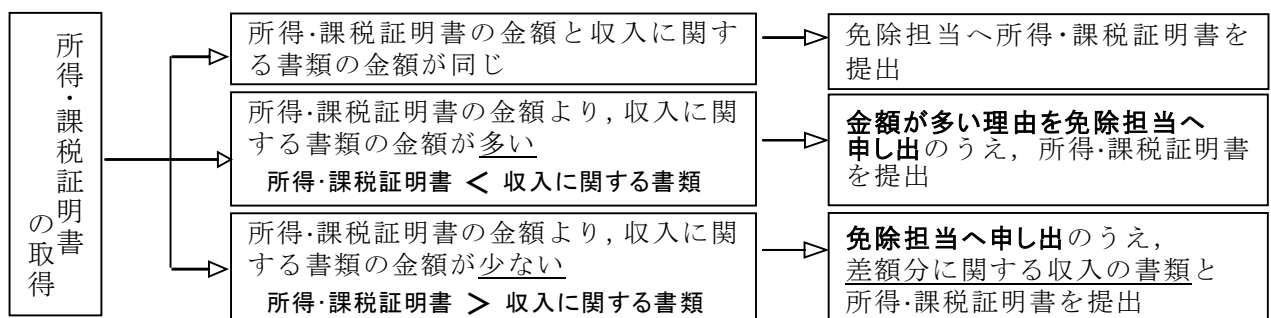 所得・課税証明書
の取得
所得･課税証明書の金額と収入に関す
る書類の金額が同じ
免除担当へ所得・課税証明書を
提出
所得･課税証明書の金額より，収入に関
する書類の金額が多い
所得･課税証明書 ＜ 収入に関する書類
金額が多い理由を免除担当へ
申し出のうえ，所得･課税証明書
を提出
所得･課税証明書の金額より，収入に関
する書類の金額が少ない
所得･課税証明書 ＞ 収入に関する書類
免除担当へ申し出のうえ，
差額分に関する収入の書類と
所得･課税証明書を提出